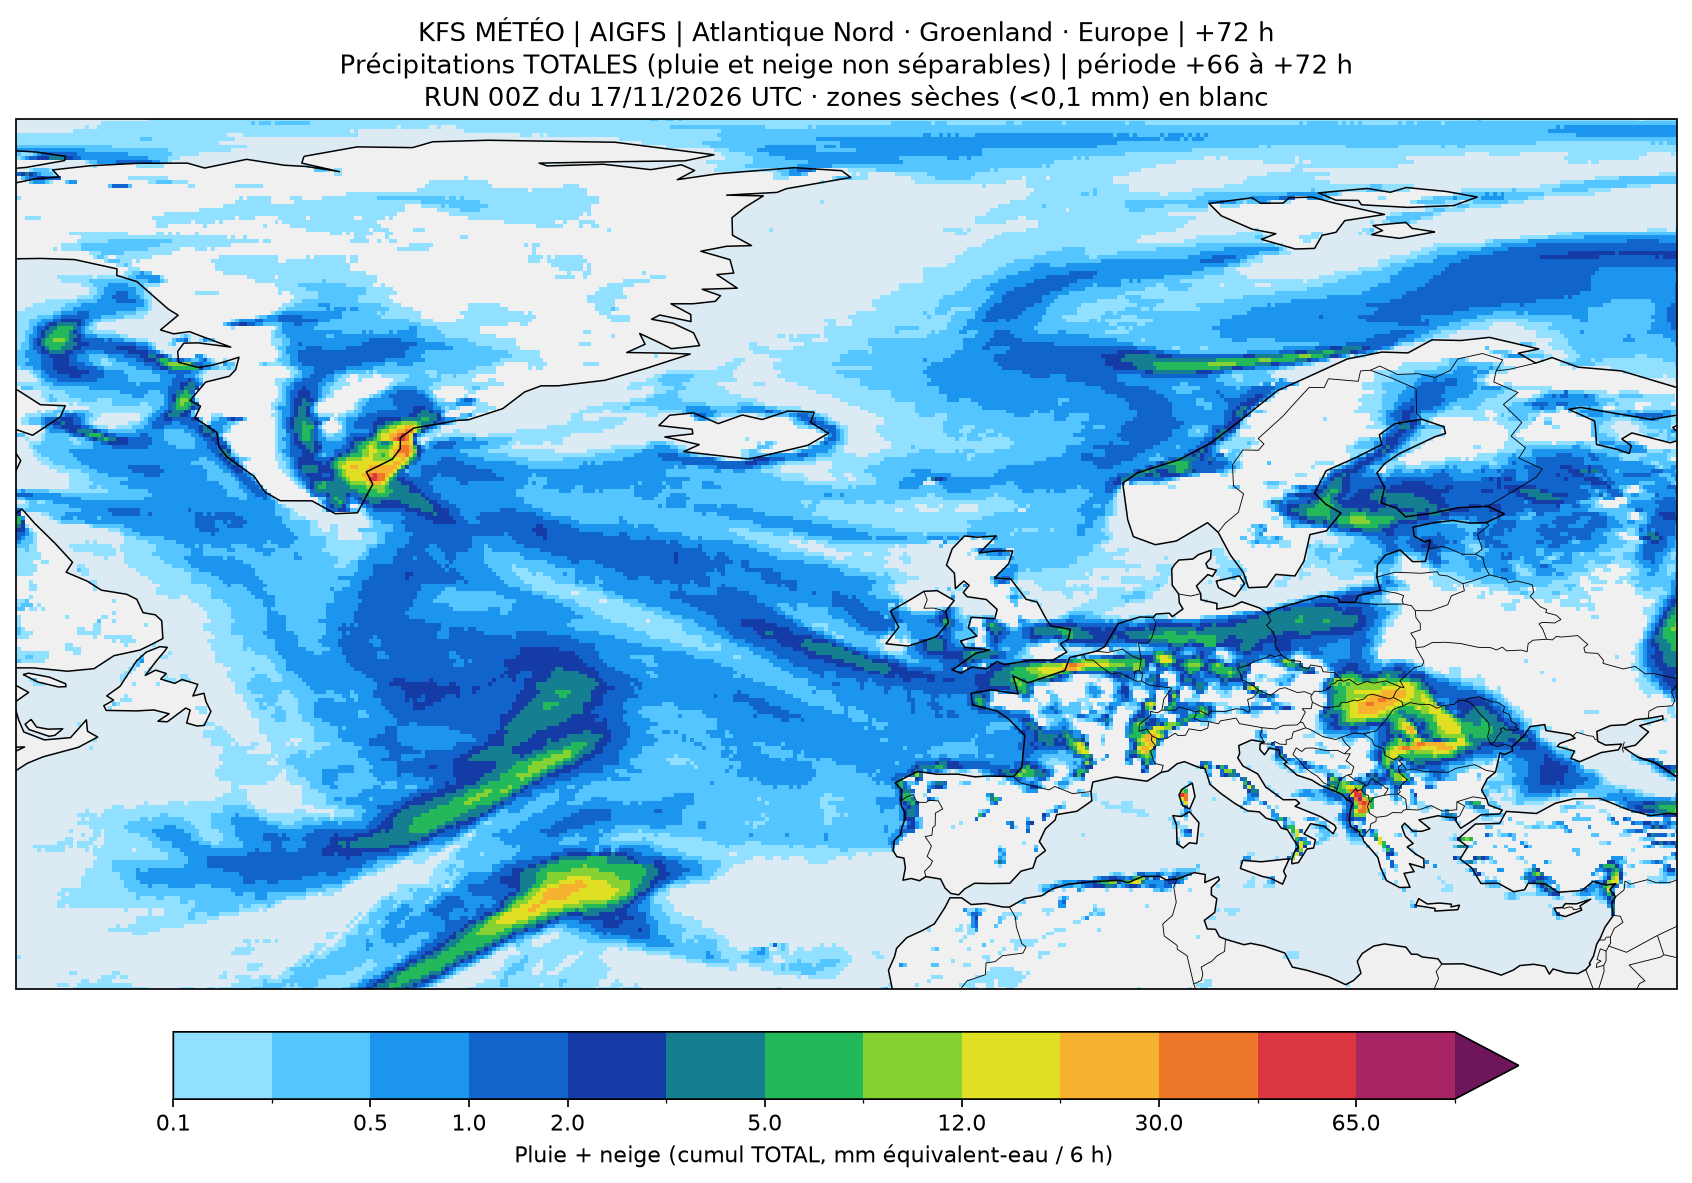 KFS MÉTÉO | AIGFS | Atlantique Nord · Groenland · Europe | +72 h
Précipitations TOTALES (pluie et neige non séparables) | période +66 à +72 h
RUN 00Z du 17/11/2026 UTC · zones sèches (<0,1 mm) en blanc
0.1 0.5 1.0 2.0 5.0 12.0 30.0 65.0
Pluie + neige (cumul TOTAL, mm équivalent-eau / 6 h)